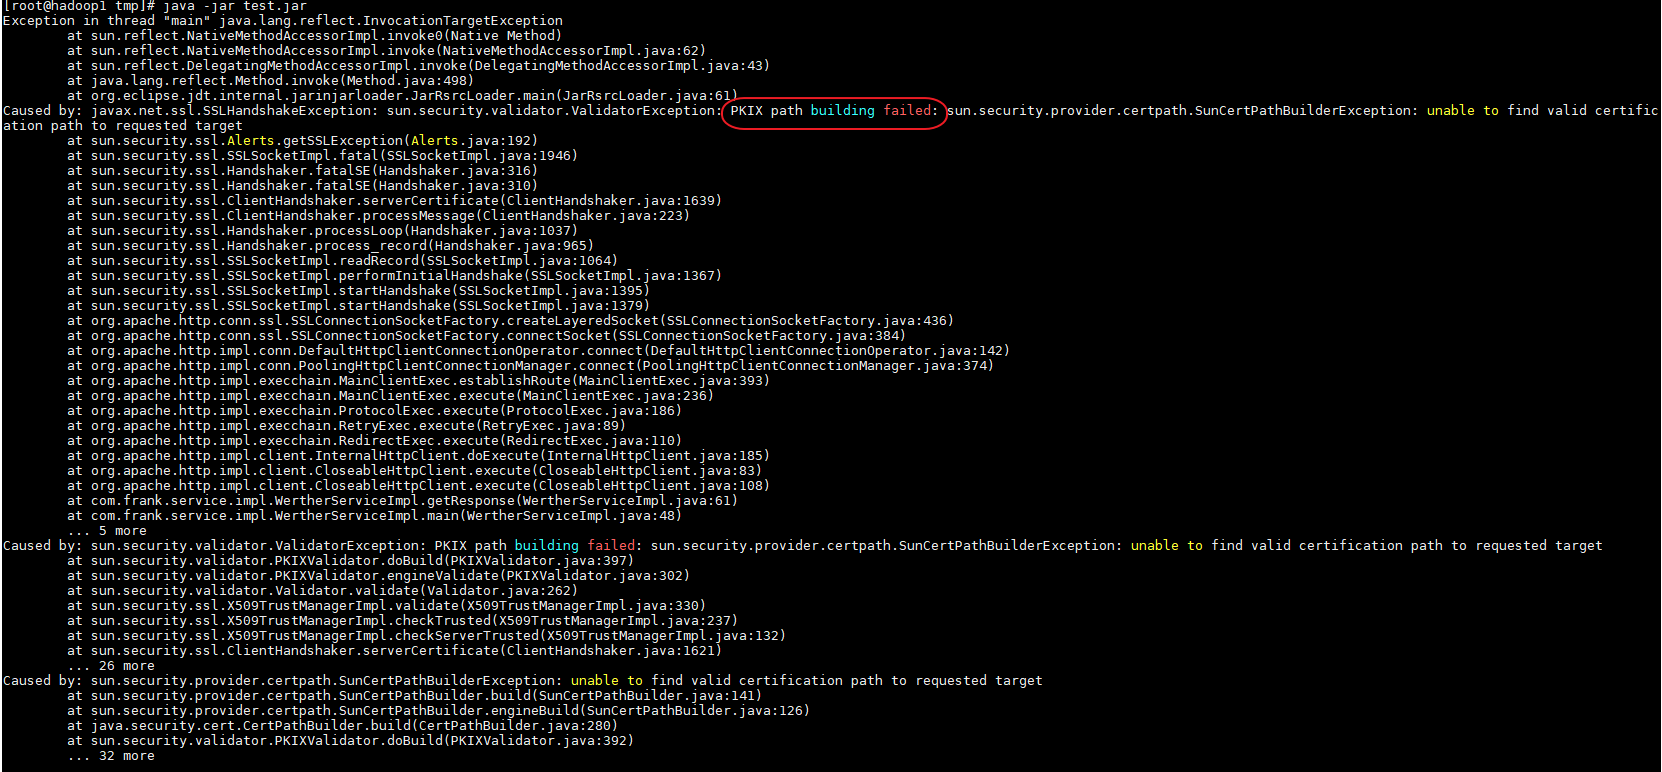 [root@hadoop1 tmp]# java -jar test.jar
Exception in thread "main" java.lang.reflect.InvocationTargetException
        at sun.reflect.NativeMethodAccessorImpl.invoke0(Native Method)
        at sun.reflect.NativeMethodAccessorImpl.invoke(NativeMethodAccessorImpl.java:62)
        at sun.reflect.DelegatingMethodAccessorImpl.invoke(DelegatingMethodAccessorImpl.java:43)
        at java.lang.reflect.Method.invoke(Method.java:498)
        at org.eclipse.jdt.internal.jarinjarloader.JarRsrcLoader.main(JarRsrcLoader.java:61)
Caused by: javax.net.ssl.SSLHandshakeException: sun.security.validator.ValidatorException: PKIX path building failed: sun.security.provider.certpath.SunCertPathBuilderException: unable to find valid certific
ation path to requested target
        at sun.security.ssl.Alerts.getSSLException(Alerts.java:192)
        at sun.security.ssl.SSLSocketImpl.fatal(SSLSocketImpl.java:1946)
        at sun.security.ssl.Handshaker.fatalSE(Handshaker.java:316)
        at sun.security.ssl.Handshaker.fatalSE(Handshaker.java:310)
        at sun.security.ssl.ClientHandshaker.serverCertificate(ClientHandshaker.java:1639)
        at sun.security.ssl.ClientHandshaker.processMessage(ClientHandshaker.java:223)
        at sun.security.ssl.Handshaker.processLoop(Handshaker.java:1037)
        at sun.security.ssl.Handshaker.process_record(Handshaker.java:965)
        at sun.security.ssl.SSLSocketImpl.readRecord(SSLSocketImpl.java:1064)
        at sun.security.ssl.SSLSocketImpl.performInitialHandshake(SSLSocketImpl.java:1367)
        at sun.security.ssl.SSLSocketImpl.startHandshake(SSLSocketImpl.java:1395)
        at sun.security.ssl.SSLSocketImpl.startHandshake(SSLSocketImpl.java:1379)
        at org.apache.http.conn.ssl.SSLConnectionSocketFactory.createLayeredSocket(SSLConnectionSocketFactory.java:436)
        at org.apache.http.conn.ssl.SSLConnectionSocketFactory.connectSocket(SSLConnectionSocketFactory.java:384)
        at org.apache.http.impl.conn.DefaultHttpClientConnectionOperator.connect(DefaultHttpClientConnectionOperator.java:142)
        at org.apache.http.impl.conn.PoolingHttpClientConnectionManager.connect(PoolingHttpClientConnectionManager.java:374)
        at org.apache.http.impl.execchain.MainClientExec.establishRoute(MainClientExec.java:393)
        at org.apache.http.impl.execchain.MainClientExec.execute(MainClientExec.java:236)
        at org.apache.http.impl.execchain.ProtocolExec.execute(ProtocolExec.java:186)
        at org.apache.http.impl.execchain.RetryExec.execute(RetryExec.java:89)
        at org.apache.http.impl.execchain.RedirectExec.execute(RedirectExec.java:110)
        at org.apache.http.impl.client.InternalHttpClient.doExecute(InternalHttpClient.java:185)
        at org.apache.http.impl.client.CloseableHttpClient.execute(CloseableHttpClient.java:83)
        at org.apache.http.impl.client.CloseableHttpClient.execute(CloseableHttpClient.java:108)
        at com.frank.service.impl.WertherServiceImpl.getResponse(WertherServiceImpl.java:61)
        at com.frank.service.impl.WertherServiceImpl.main(WertherServiceImpl.java:48)
        ... 5 more
Caused by: sun.security.validator.ValidatorException: PKIX path building failed: sun.security.provider.certpath.SunCertPathBuilderException: unable to find valid certification path to requested target
        at sun.security.validator.PKIXValidator.doBuild(PKIXValidator.java:397)
        at sun.security.validator.PKIXValidator.engineValidate(PKIXValidator.java:302)
        at sun.security.validator.Validator.validate(Validator.java:262)
        at sun.security.ssl.X509TrustManagerImpl.validate(X509TrustManagerImpl.java:330)
        at sun.security.ssl.X509TrustManagerImpl.checkTrusted(X509TrustManagerImpl.java:237)
        at sun.security.ssl.X509TrustManagerImpl.checkServerTrusted(X509TrustManagerImpl.java:132)
        at sun.security.ssl.ClientHandshaker.serverCertificate(ClientHandshaker.java:1621)
        ... 26 more
Caused by: sun.security.provider.certpath.SunCertPathBuilderException: unable to find valid certification path to requested target
        at sun.security.provider.certpath.SunCertPathBuilder.build(SunCertPathBuilder.java:141)
        at sun.security.provider.certpath.SunCertPathBuilder.engineBuild(SunCertPathBuilder.java:126)
        at java.security.cert.CertPathBuilder.build(CertPathBuilder.java:280)
        at sun.security.validator.PKIXValidator.doBuild(PKIXValidator.java:392)
        ... 32 more